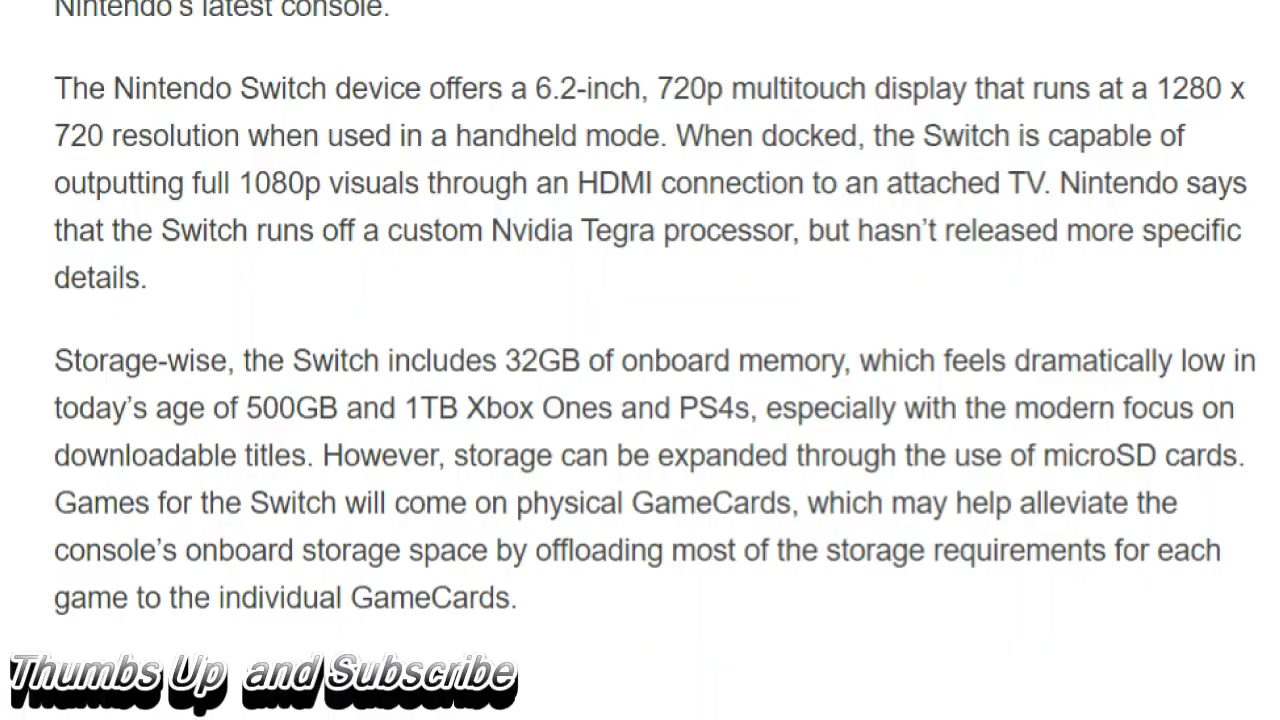 Nintendo's latest console.
The Nintendo Switch device offers a 6.2-inch, 720p multitouch display that runs at a 1280 x
720 resolution when used in a handheld mode. When docked, the Switch is capable of
outputting full 1080p visuals through an HDMI connection to an attached TV. Nintendo says
that the Switch runs off a custom Nvidia Tegra processor, but hasn’t released more specific
details.
Storage-wise, the Switch includes 32GB of onboard memory, which feels dramatically low in
today’s age of 500GB and 1TB Xbox Ones and PS4s, especially with the modern focus on
downloadable titles. However, storage can be expanded through the use of microSD cards.
Games for the Switch will come on physical GameCards, which may help alleviate the
console’s onboard storage space by offloading most of the storage requirements for each
game to the individual GameCards.
Thumbs Up and Subscribe